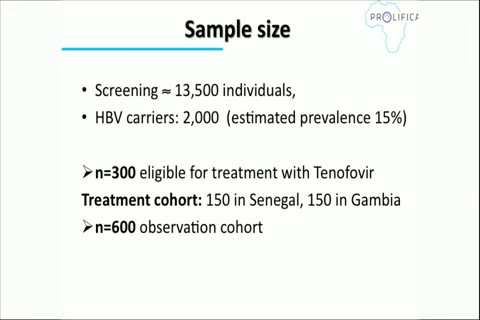 Sample size
PROLIFICA
• Screening ≈ 13,500 individuals,
• HBV carriers: 2,000 (estimated prevalence 15%)
➢n=300 eligible for treatment with Tenofovir
Treatment cohort: 150 in Senegal, 150 in Gambia
➢n=600 observation cohort